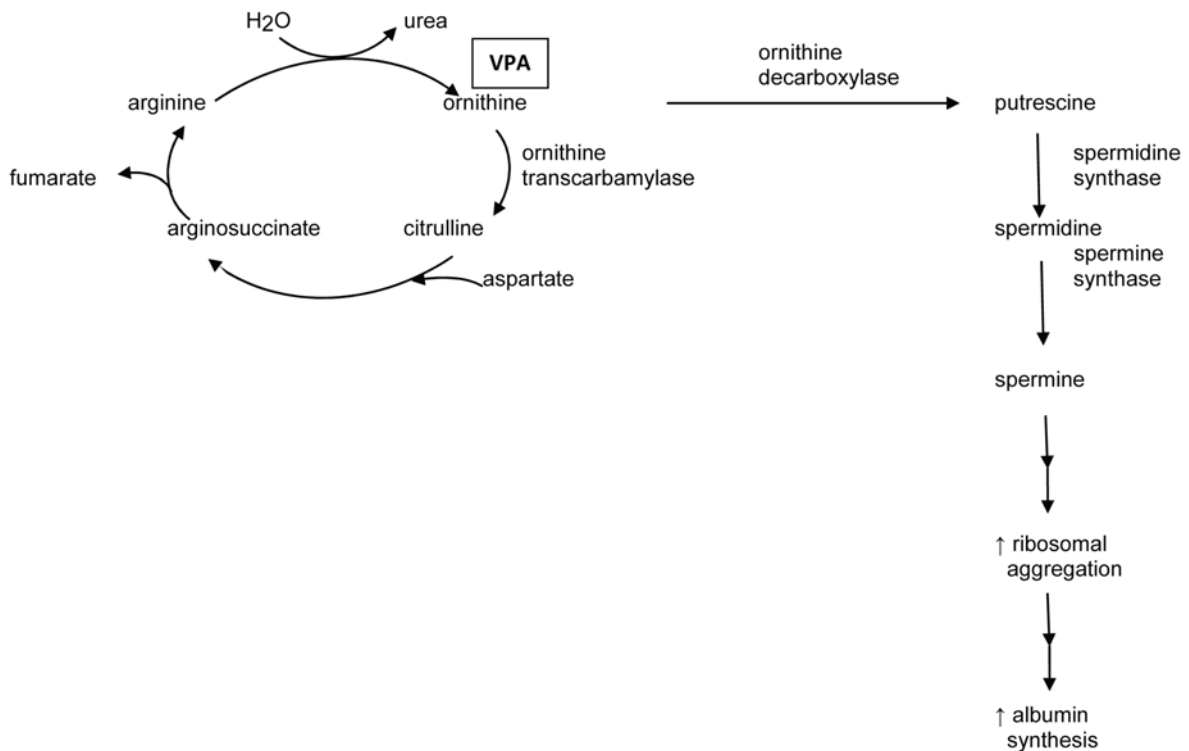 H2O
urea
VPA
ornithine
decarboxylase
arginine
ornithine
putrescine
ornithine
transcarbamylase
spermidine
synthase
fumarate
arginosuccinate
citrulline
spermidine
spermine
synthase
aspartate
spermine
↑ ribosomal
aggregation
↑ albumin
synthesis